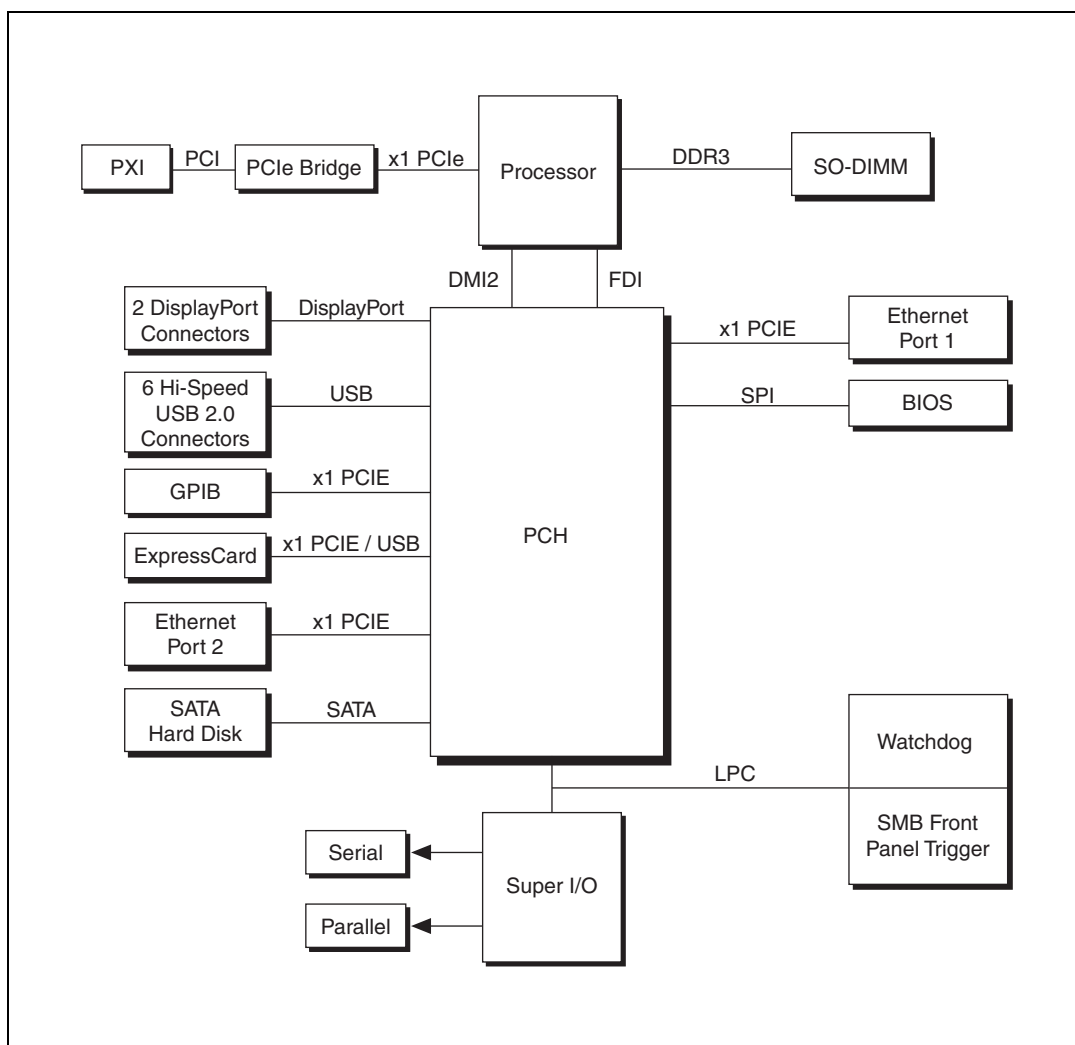 Processor
PXI
PCI
PCIe Bridge
x1 PCIe
DDR3
SO-DIMM
DMI2
FDI
2 DisplayPort
Connectors
DisplayPort
x1 PCIE
Ethernet
Port 1
6 Hi-Speed
USB 2.0
Connectors
USB
SPI
BIOS
GPIB
x1 PCIE
PCH
ExpressCard
x1 PCIE / USB
Ethernet
Port 2
x1 PCIE
SATA
Hard Disk
SATA
LPC
Watchdog
SMB Front
Panel Trigger
Serial
Super I/O
Parallel